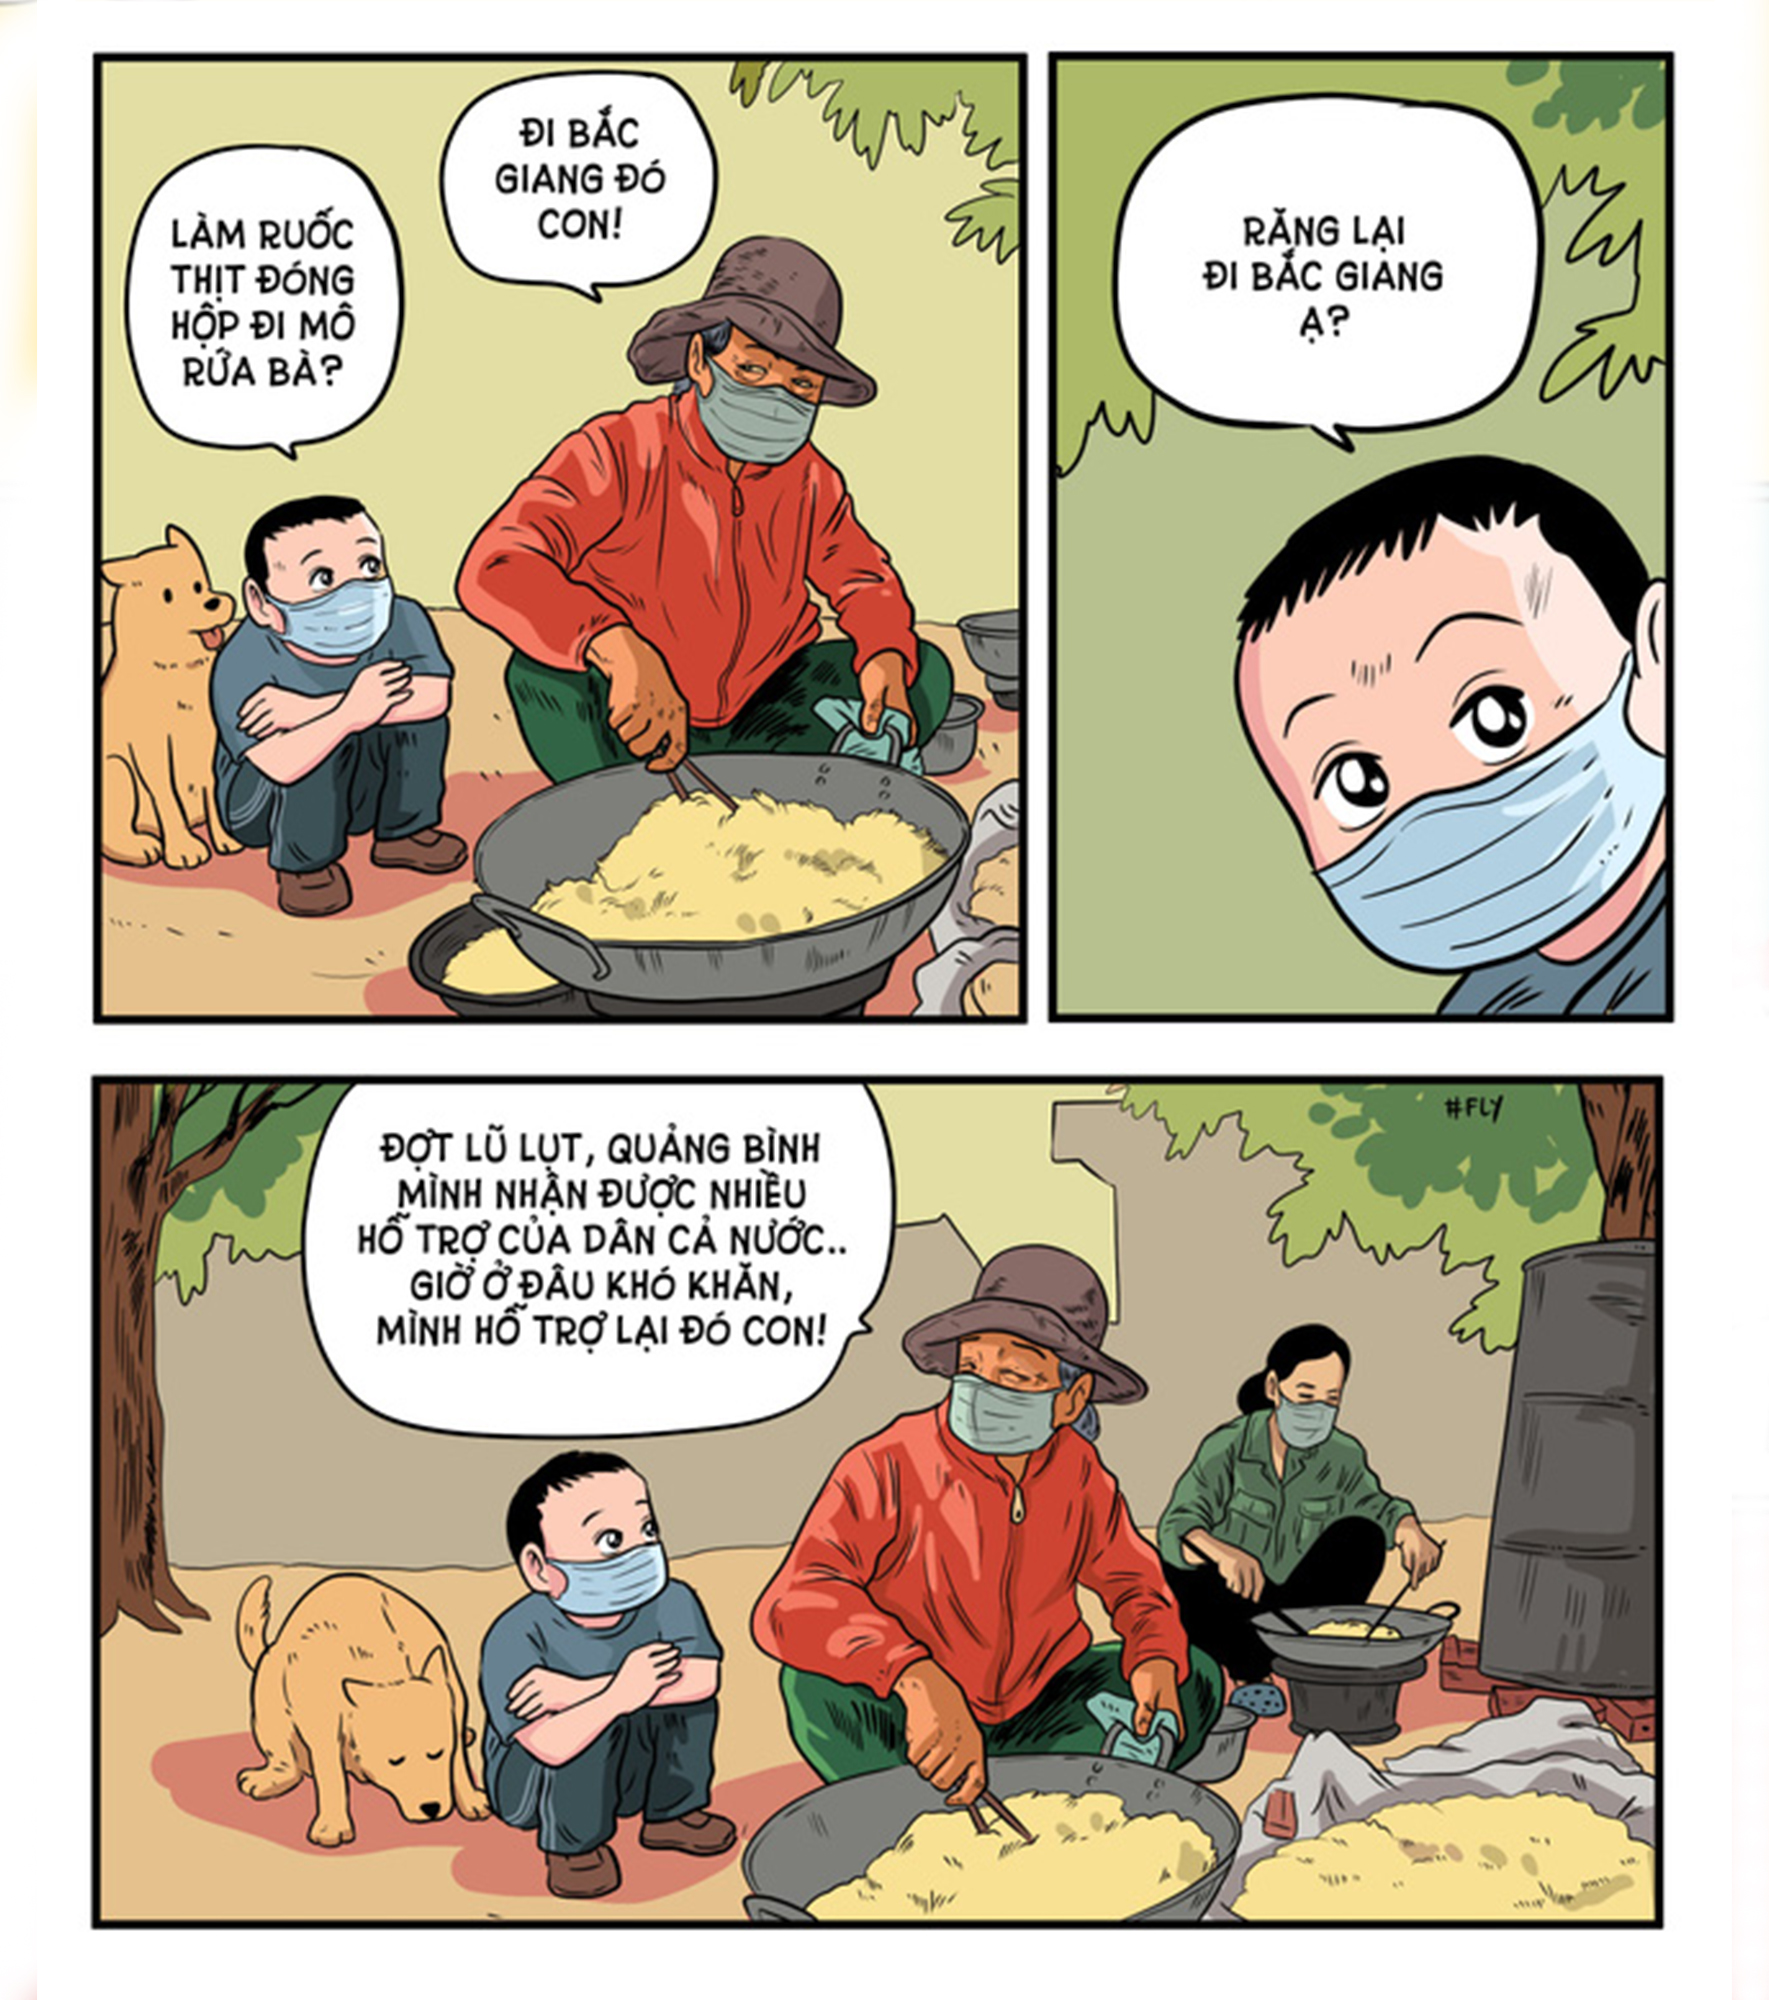 LÀM RUỐC
THỊT ĐÓNG
HỘP ĐI MÔ
RỨA BÀ?
ĐI BẮC
GIANG ĐÓ
CON!
RĂNG LẠI
ĐI BẮC GIANG
Ạ?
ĐỢT LŨ LỤT, QUẢNG BÌNH
MÌNH NHẬN ĐƯỢC NHIỀU
HỖ TRỢ CỦA DÂN CẢ NƯỚC..
GIỜ Ở ĐÂU KHÓ KHĂN,
MÌNH HỖ TRỢ LẠI ĐÓ CON!
#FLY